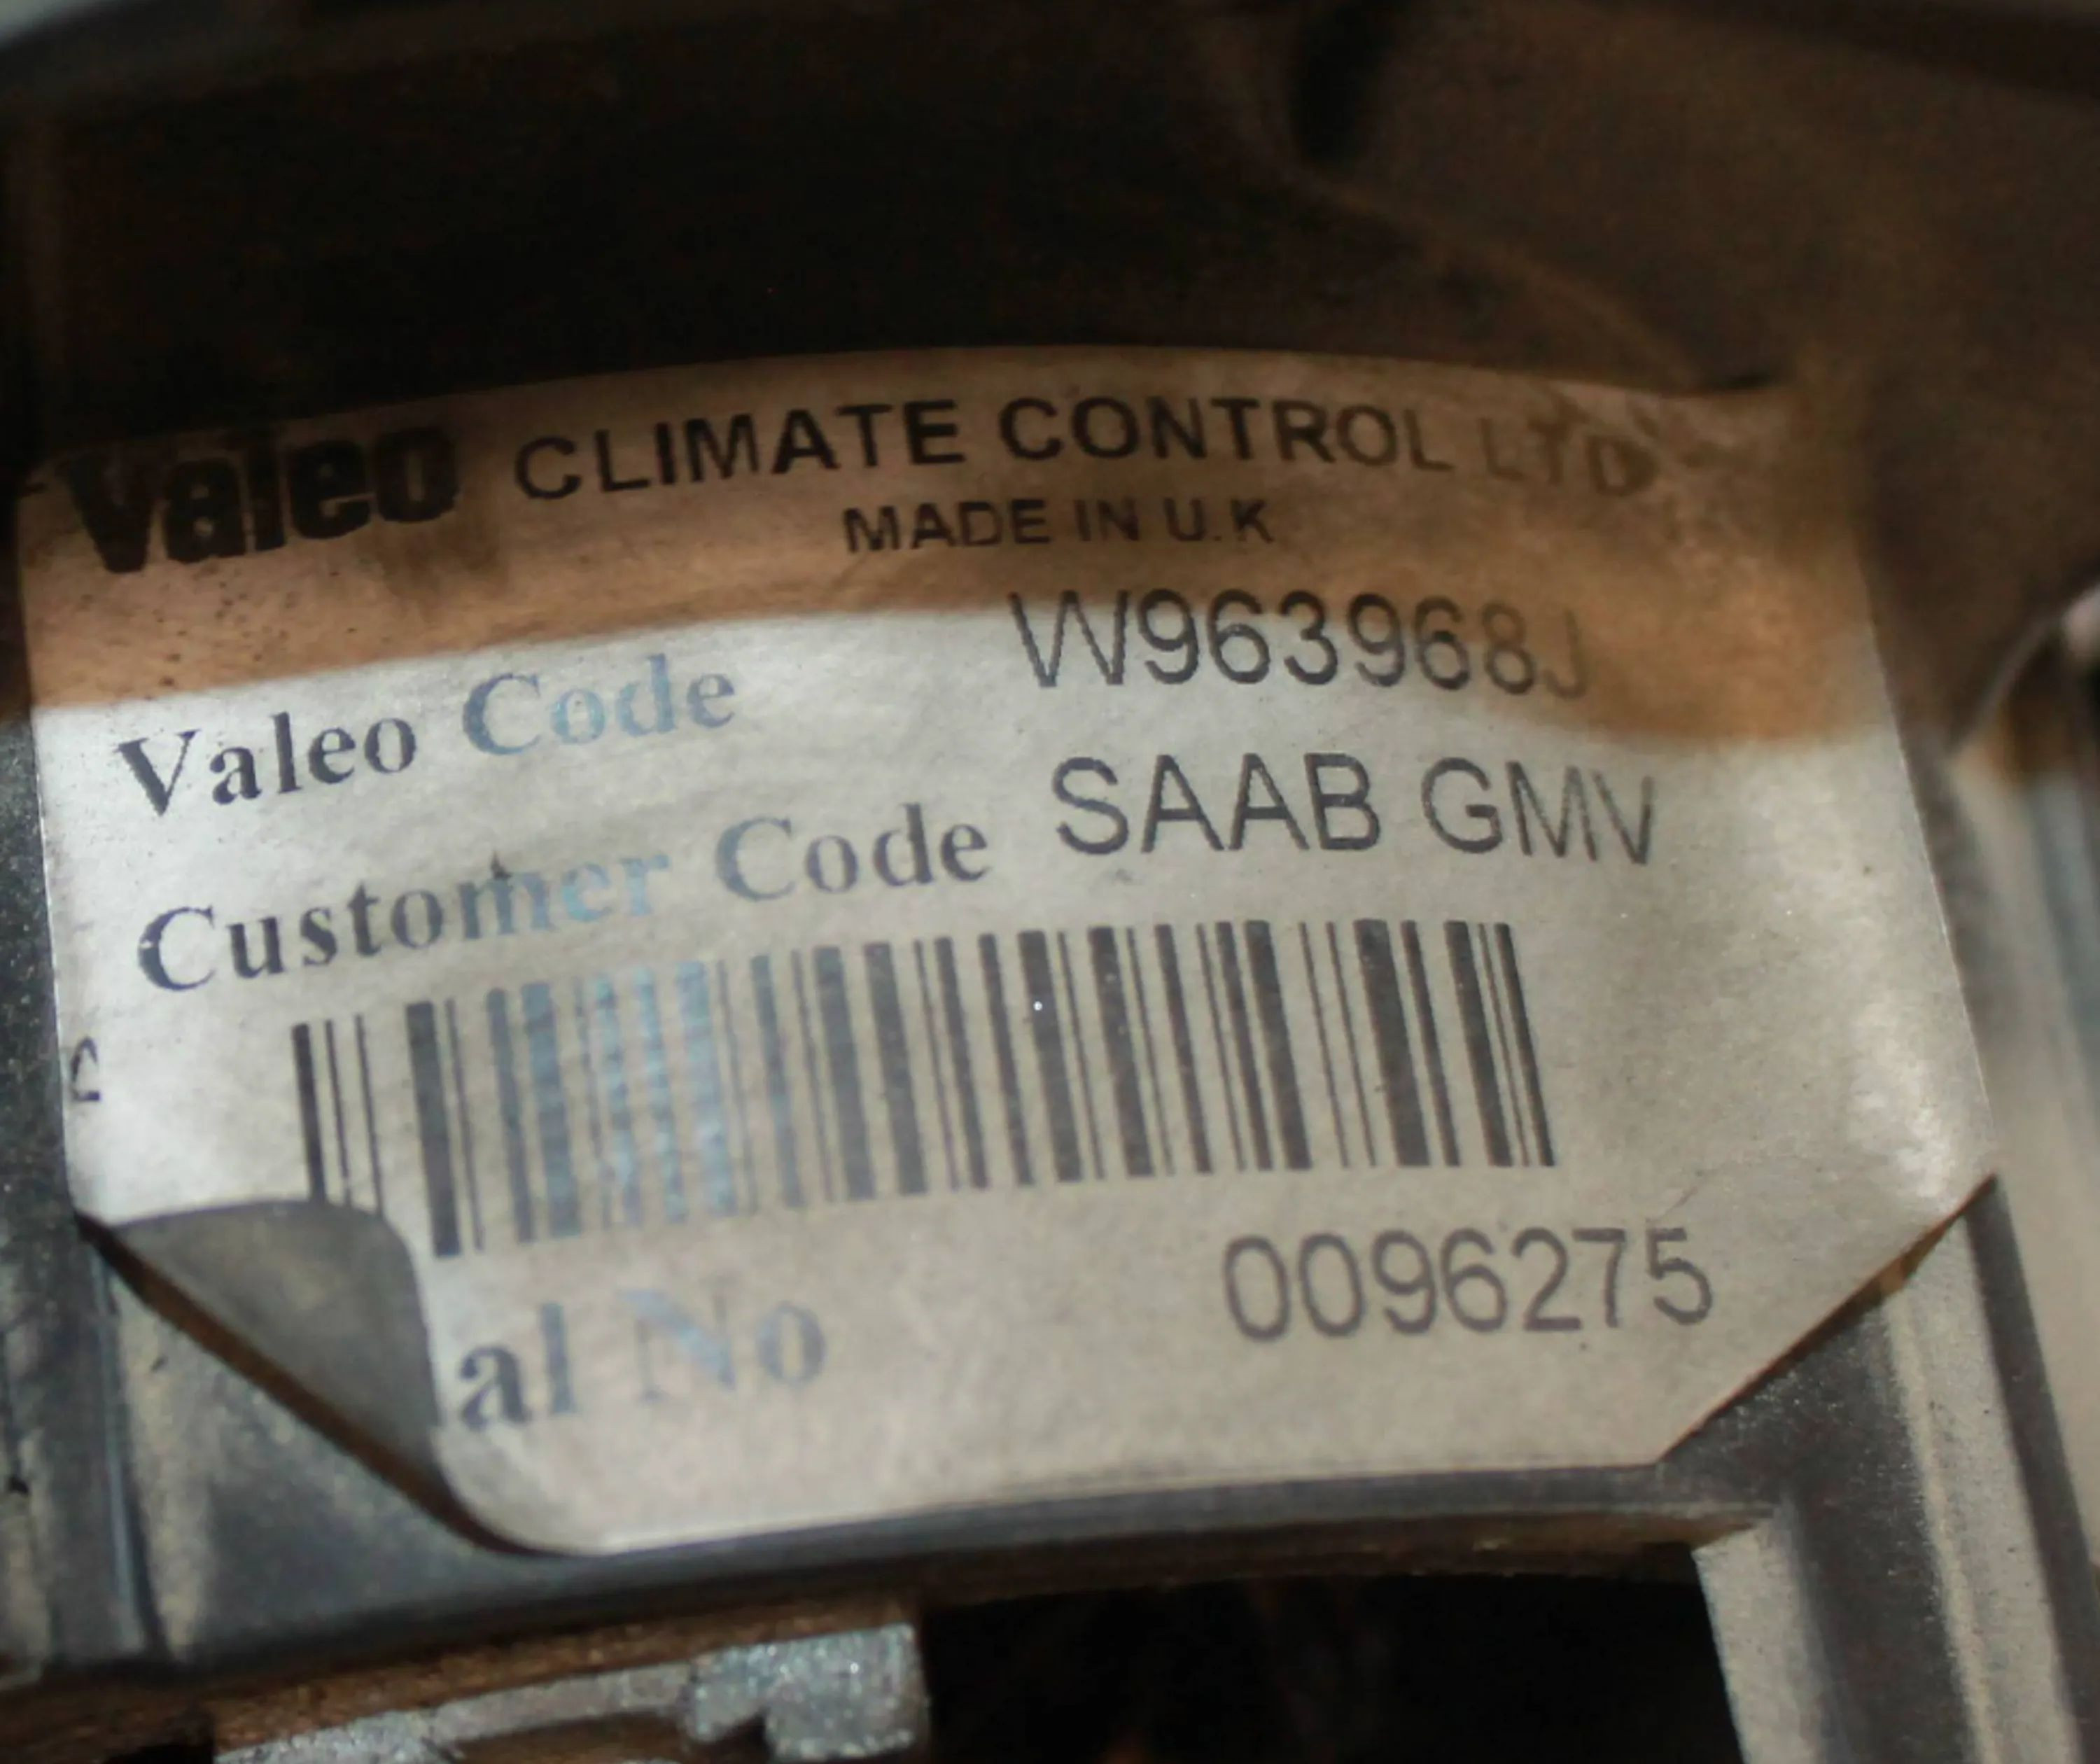 Valeo CLIMATE CONTROL LTD
MADE IN U.K
Valeo Code W963968J
Customer Code SAAB GMV
al No 0096275